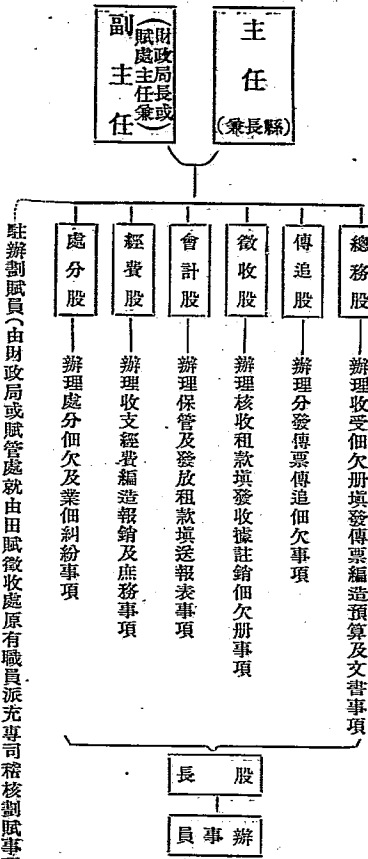 主任
(縣長兼)
副主任
(財政局長或賦處主任兼)
總務股
辦理收受佃欠册填發傳票編造預算及文書事項
傳追股
辦理分發傳票傳追佃欠事項
徵收股
辦理核收租款填發收據註銷佃欠册事項
會計股
辦理保管及發放租款填送報表事項
經費股
辦理收支經費編造報銷及庶務事項
處分股
辦理處分佃欠及業佃糾紛事項
駐辦劃賦員(由財政局或賦管處就由田賦徵收處原有職員派充專司稽核劃賦事
股長
辦事員